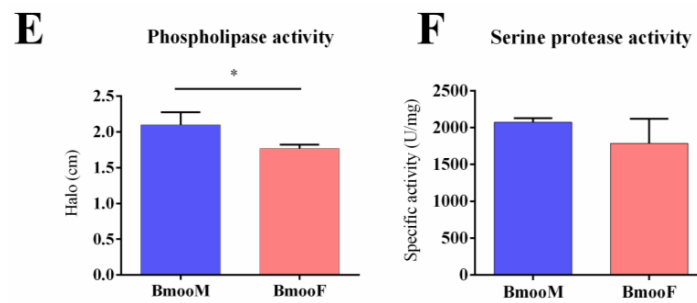 E
Phospholipase activity
*
2.5
2.0
1.5
1.0
0.5
0.0
Halo (cm)
BmooM
BmooF
F
Serine protease activity
2500
2000
1500
1000
500
0
Specific activity (U/mg)
BmooM
BmooF